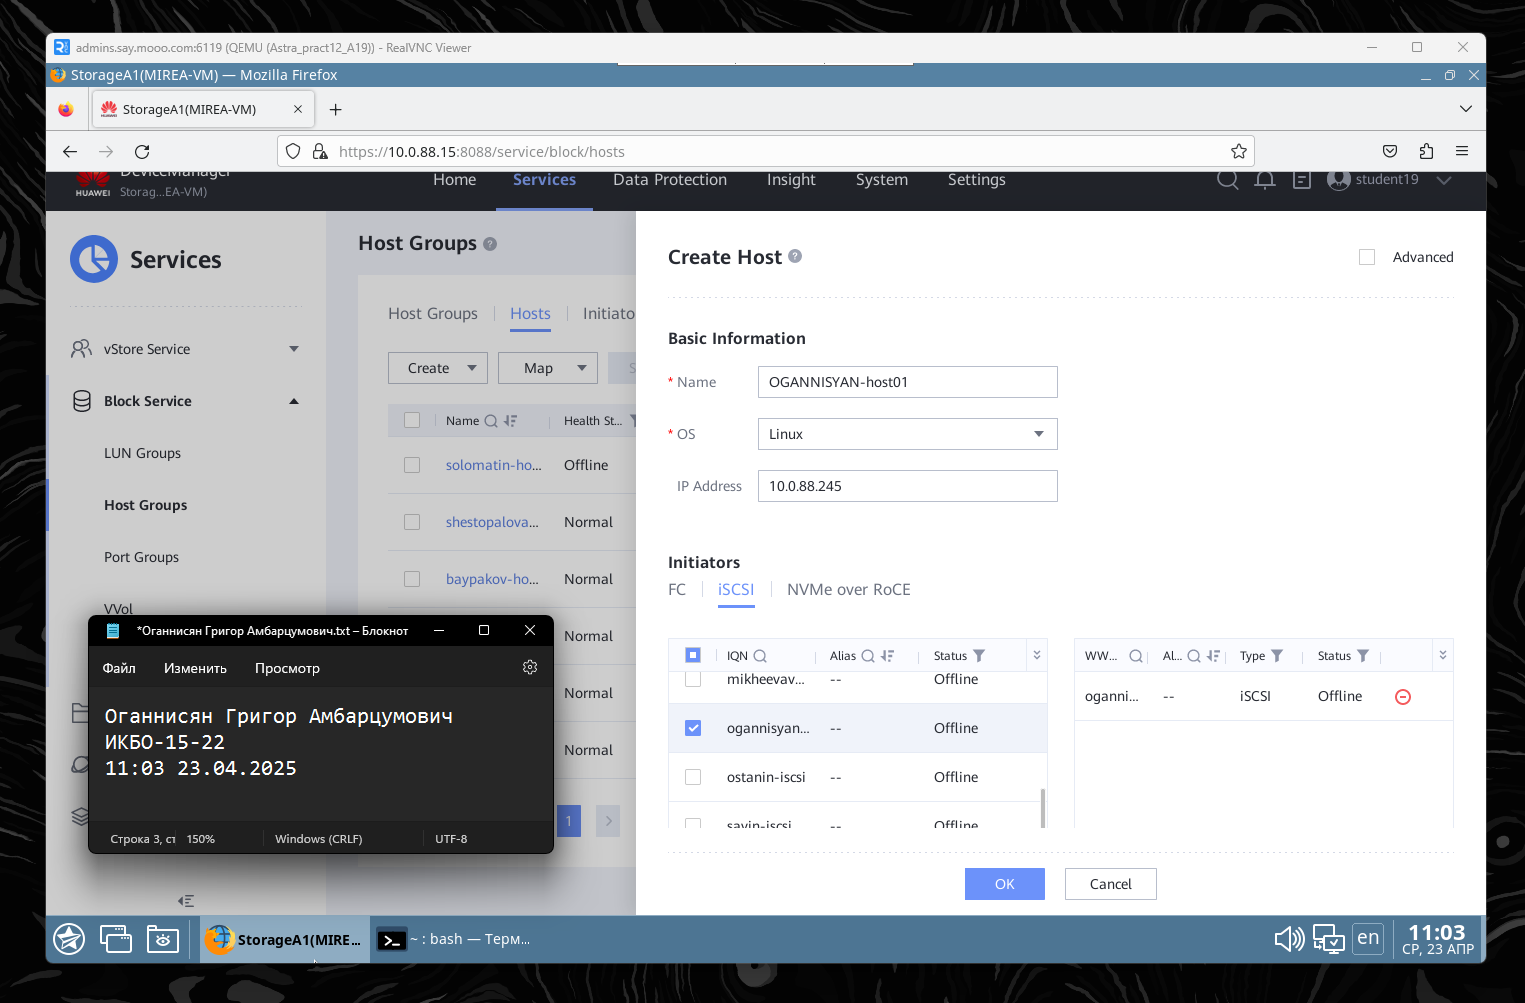 admins.say.mooo.com:6119 (QEMU (Astra_pract12_A19)) - RealVNC Viewer
StorageA1(MIREA-VM) — Mozilla Firefox
StorageA1(MIREA-VM)
https://10.0.88.15:8088/service/block/hosts
HUAWEI
DeviceManager
Storag...EA-VM)
Home
Services
Data Protection
Insight
System
Settings
student19
Services
vStore Service
Block Service
LUN Groups
Host Groups
Port Groups
VVol
Host Groups
Host Groups
Hosts
Initiato
Create
Map
Name
Health St...
solomatin-ho...
Offline
shestopalova...
Normal
baypakov-ho...
Normal
Normal
Normal
Normal
1
Create Host
Advanced
Basic Information
* Name
OGANNISYAN-host01
* OS
Linux
IP Address
10.0.88.245
Initiators
FC
iSCSI
NVMe over RoCE
IQN
Alias
Status
mikheevav...
--
Offline
ogannisyan...
--
Offline
ostanin-iscsi
--
Offline
savin-iscsi
--
Offline
WW...
Al...
Type
Status
oganni...
--
iSCSI
Offline
OK
Cancel
*Оганнисян Григор Амбарцумович.txt – Блокнот
Файл
Изменить
Просмотр
Оганнисян Григор Амбарцумович
ИКБО-15-22
11:03 23.04.2025
Строка 3, ст
150%
Windows (CRLF)
UTF-8
StorageA1(MIRE...
~ : bash — Терм...
en
11:03
СР, 23 АПР